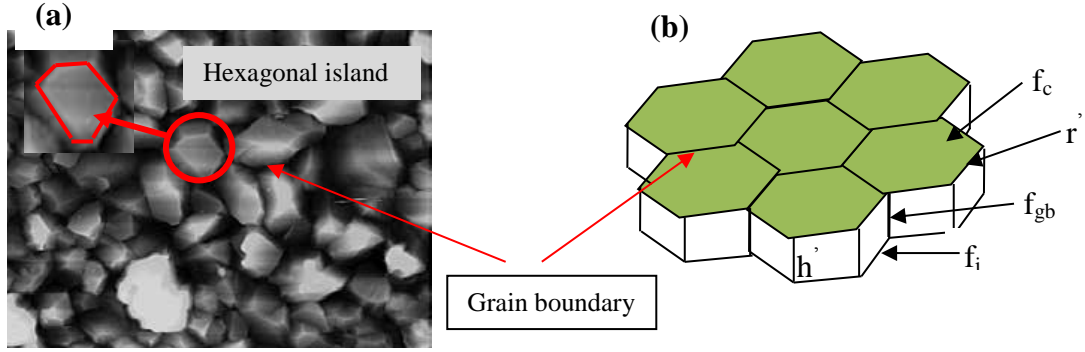 (a)
Hexagonal island
(b)
f_c
r’
f_gb
h’
f_i
Grain boundary